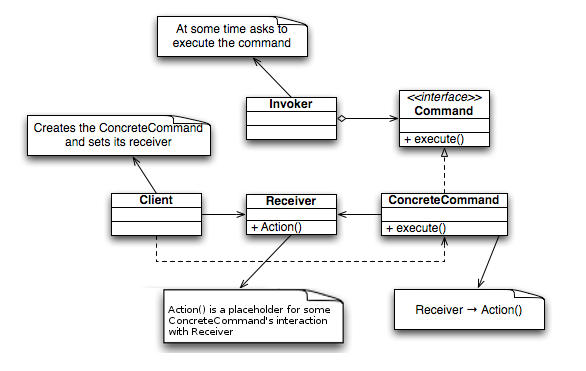 At some time asks to
execute the command
Invoker
<<interface>>
Command
+ execute()
Creates the ConcreteCommand
and sets its receiver
Client
Receiver
+ Action()
ConcreteCommand
+ execute()
Action() is a placeholder for some
ConcreteCommand's interaction
with Receiver
Receiver → Action()